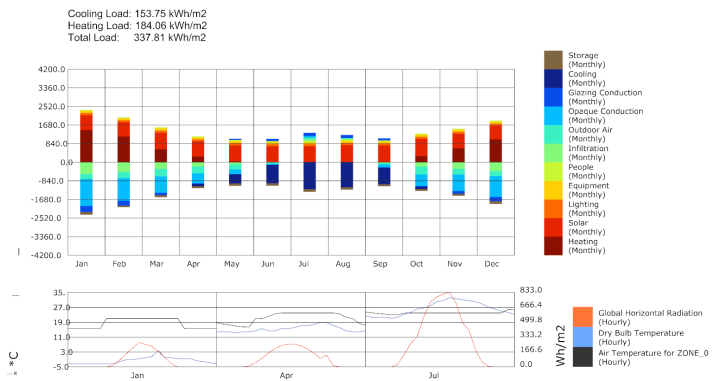 Cooling Load: 153.75 kWh/m2
Heating Load: 184.06 kWh/m2
Total Load: 337.81 kWh/m2
4200.0
3360.0
2520.0
1680.0
840.0
0.0
-840.0
-1680.0
-2520.0
-3360.0
-4200.0
Jan Feb Mar Apr May Jun Jul Aug Sep Oct Nov Dec
Storage
(Monthly)
Cooling
(Monthly)
Glazing Conduction
(Monthly)
Opaque Conduction
(Monthly)
Outdoor Air
(Monthly)
Infiltration
(Monthly)
People
(Monthly)
Equipment
(Monthly)
Lighting
(Monthly)
Solar
(Monthly)
Heating
(Monthly)
*C
35.
27.0
19.0
11.0
3.0
-5.0
Jan Apr Jul
833.0
666.4
499.8
333.2
166.6
0.0
Wh/m2
Global Horizontal Radiation
(Hourly)
Dry Bulb Temperature
(Hourly)
Air Temperature for ZONE_0
(Hourly)